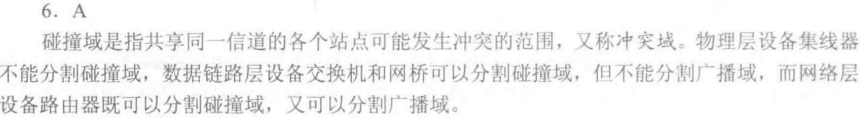 6．A
碰撞域是指共享同一信道的各个站点可能发生冲突的范围，又称冲突域。物理层设备集线器
不能分割碰撞域，数据链路层设备交换机和网桥可以分割碰撞域，但不能分割广播域，而网络层
设备路由器既可以分割碰撞域，又可以分割广播域。